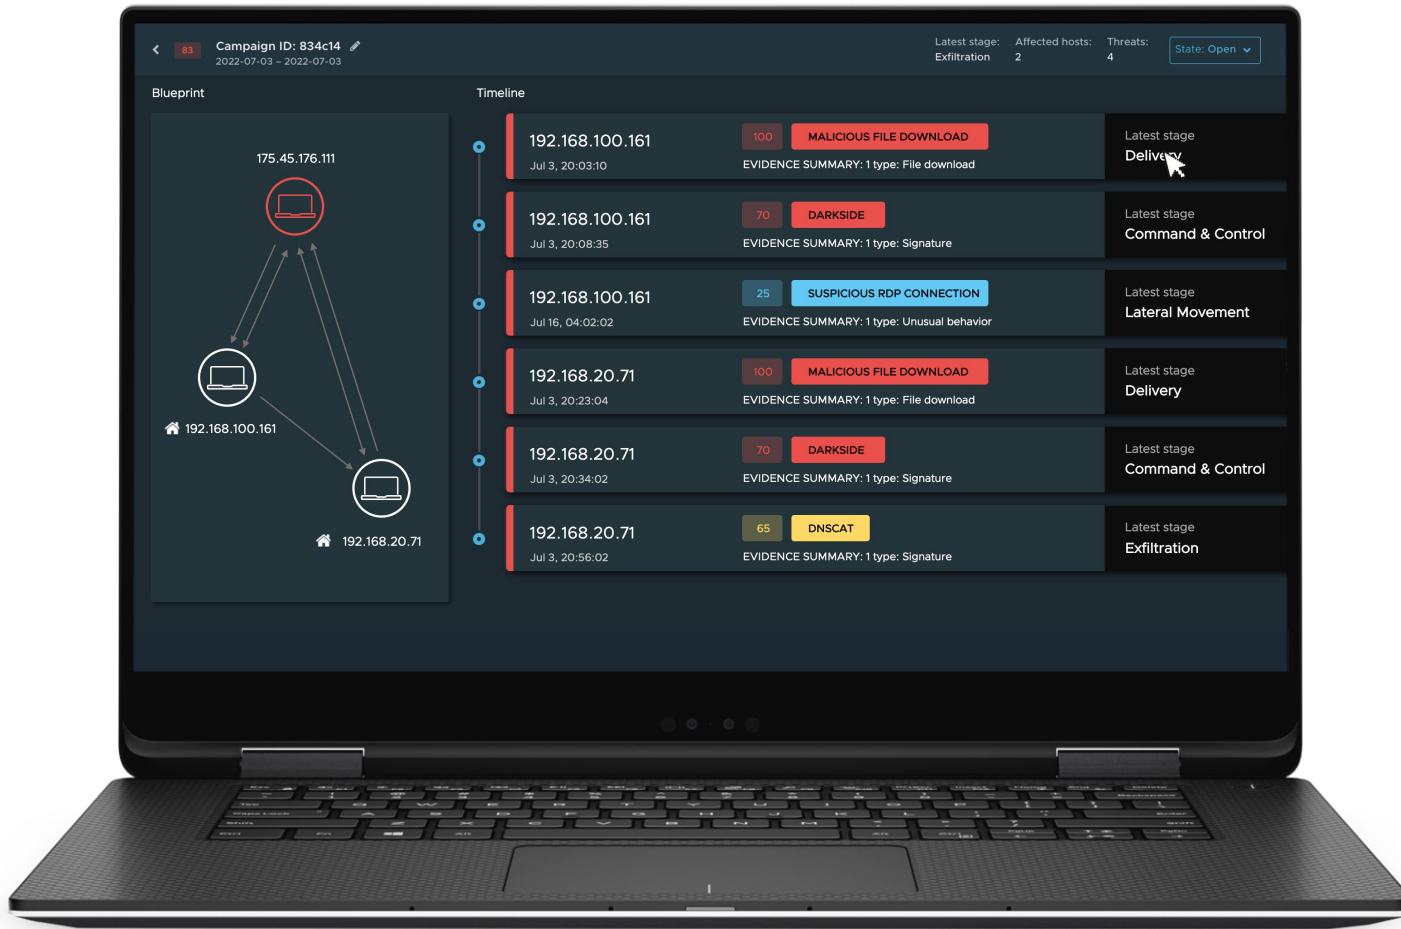 83
Campaign ID: 834c14
2022-07-03 – 2022-07-03
Latest stage:
Exfiltration
Affected hosts:
2
Threats:
4
State: Open
Blueprint
175.45.176.111
192.168.100.161
192.168.20.71
Timeline
192.168.100.161
Jul 3, 20:03:10
100 MALICIOUS FILE DOWNLOAD
EVIDENCE SUMMARY: 1 type: File download
Latest stage
Delivery
192.168.100.161
Jul 3, 20:08:35
70 DARKSIDE
EVIDENCE SUMMARY: 1 type: Signature
Latest stage
Command & Control
192.168.100.161
Jul 16, 04:02:02
25 SUSPICIOUS RDP CONNECTION
EVIDENCE SUMMARY: 1 type: Unusual behavior
Latest stage
Lateral Movement
192.168.20.71
Jul 3, 20:23:04
100 MALICIOUS FILE DOWNLOAD
EVIDENCE SUMMARY: 1 type: File download
Latest stage
Delivery
192.168.20.71
Jul 3, 20:34:02
70 DARKSIDE
EVIDENCE SUMMARY: 1 type: Signature
Latest stage
Command & Control
192.168.20.71
Jul 3, 20:56:02
65 DNSCAT
EVIDENCE SUMMARY: 1 type: Signature
Latest stage
Exfiltration